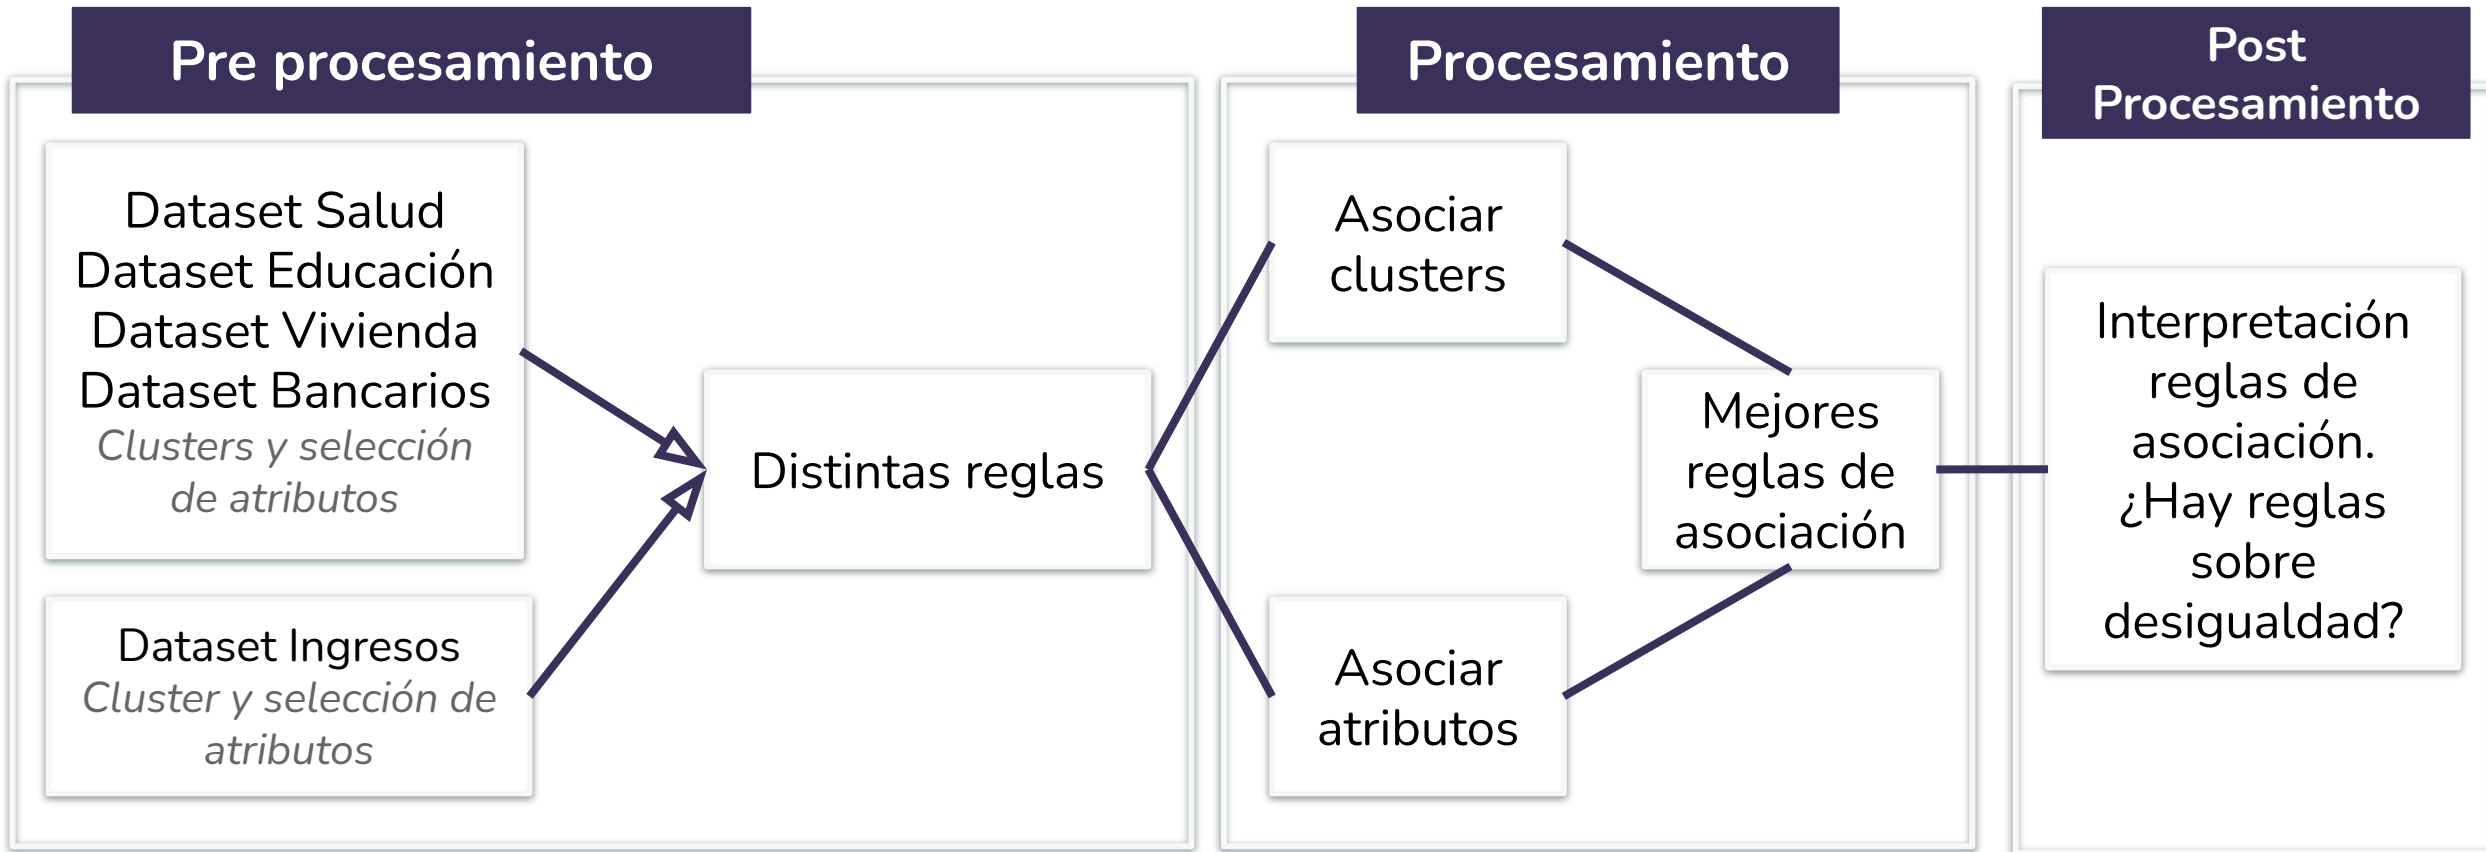 Pre procesamiento
Dataset Salud
Dataset Educación
Dataset Vivienda
Dataset Bancarios
Clusters y selección
de atributos
Dataset Ingresos
Cluster y selección de
atributos
Distintas reglas
Procesamiento
Asociar
clusters
Asociar
atributos
Mejores
reglas de
asociación
Post
Procesamiento
Interpretación
reglas de
asociación.
¿Hay reglas
sobre
desigualdad?